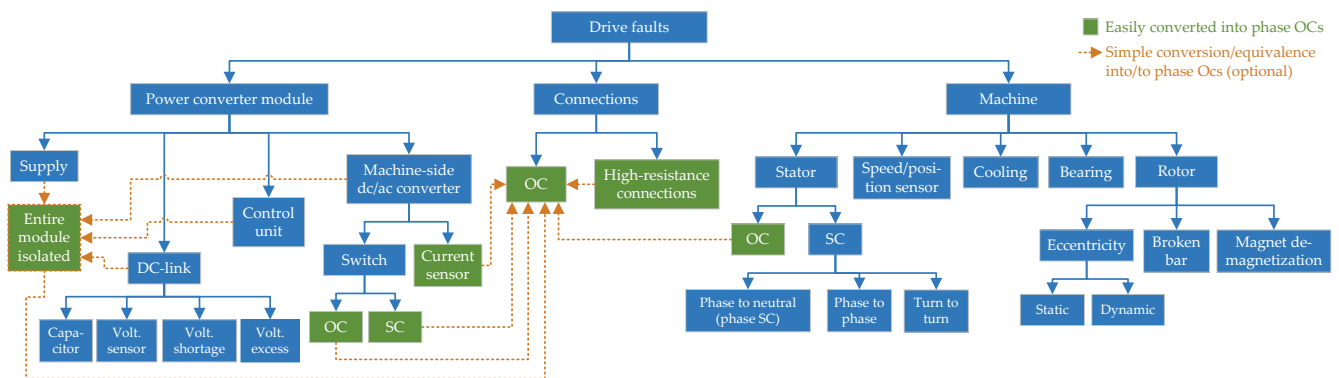 Drive faults
Easily converted into phase OCs
Simple conversion/equivalence
into/to phase Ocs (optional)
Power converter module
Connections
Machine
Supply
Machine-side
dc/ac converter
OC
High-resistance
connections
Stator
Speed/posi-
tion sensor
Cooling
Bearing
Rotor
Entire
module
isolated
Control
unit
DC-link
Switch
Current
sensor
OC
SC
Eccentricity
Broken
bar
Magnet de-
magnetization
Capa-
citor
Volt.
sensor
Volt.
shortage
Volt.
excess
OC
SC
Phase to neutral
(phase SC)
Phase to
phase
Turn to
turn
Static
Dynamic